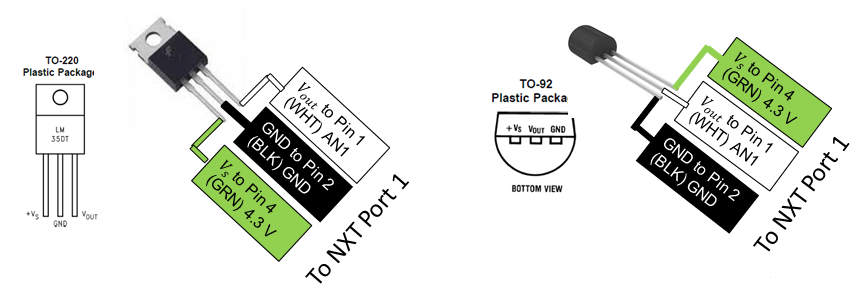 TO-220
Plastic Package
LM
35DT
+VS
GND
VOUT
Vout to Pin 1
(WHT) AN1
GND to Pin 2
(BLK) GND
Vs to Pin 4
(GRN) 4.3 V
To NXT Port 1
TO-92
Plastic Packa
+VS VOUT GND
BOTTOM VIEW
Vs to Pin 4
(GRN) 4.3 V
Vout to Pin 1
(WHT) AN1
GND to Pin 2
(BLK) GND
To NXT Port 1